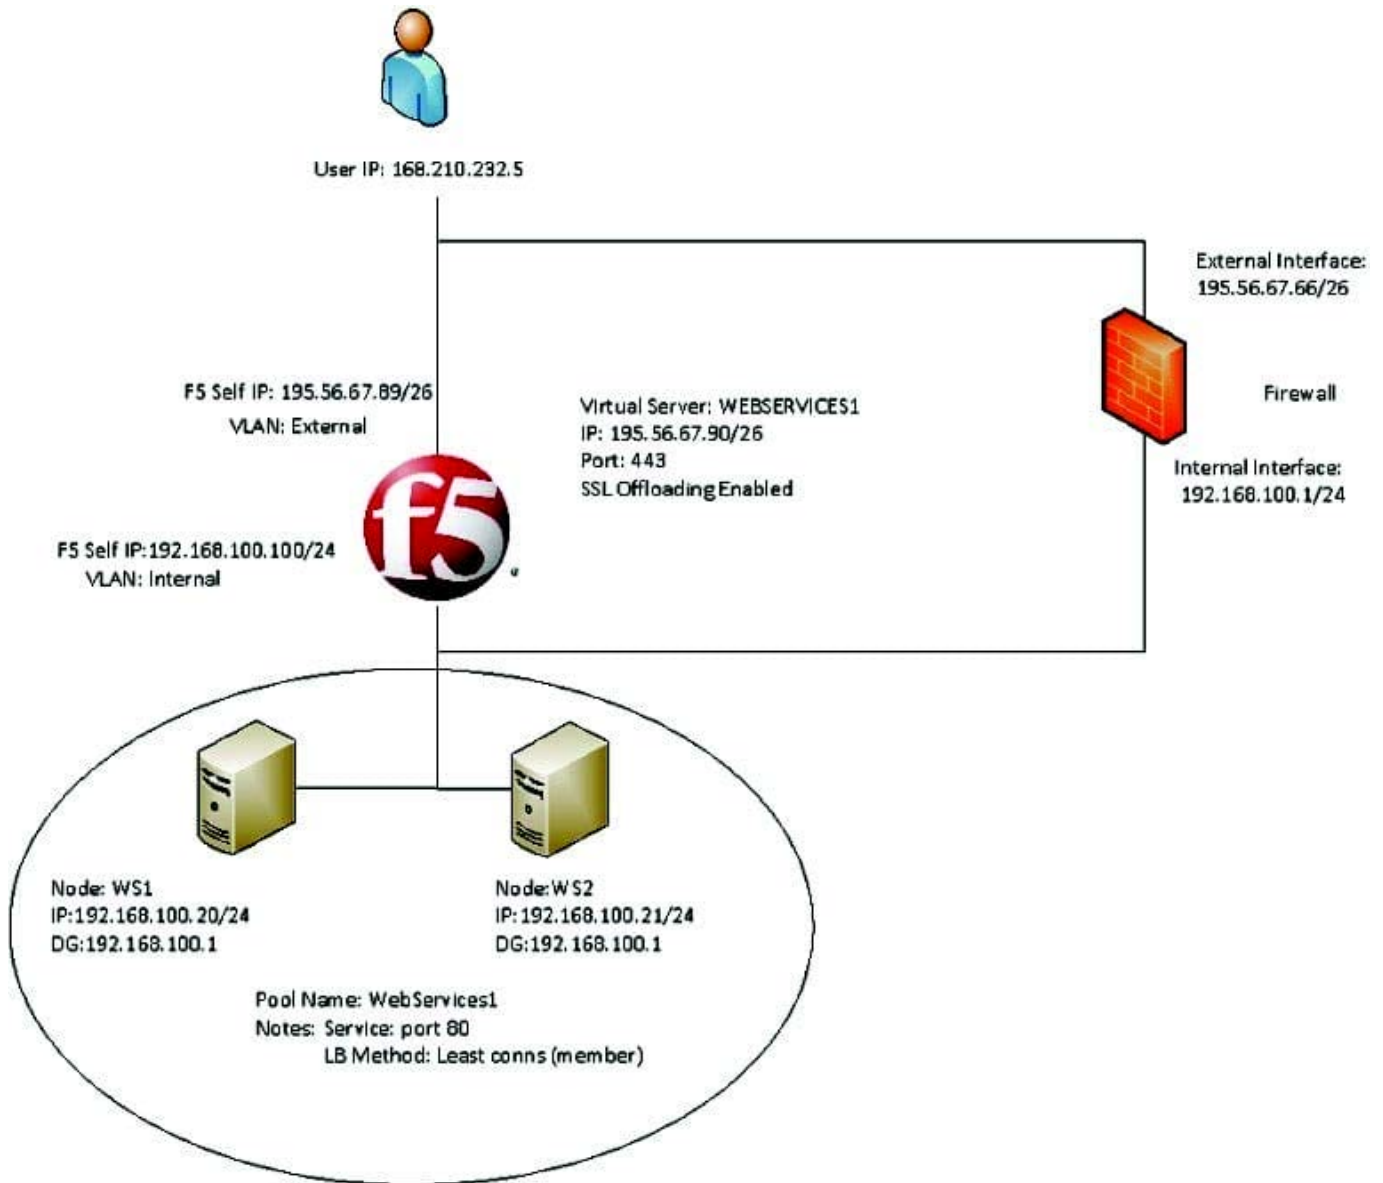 User IP: 168.210.232.5
External Interface:
195.56.67.66/26
F5 Self IP: 195.56.67.89/26
VLAN: External
Virtual Server: WEBSERVICES1
IP: 195.56.67.90/26
Port: 443
SSL Offloading Enabled
Firewall
Internal Interface:
192.168.100.1/24
f5
F5 Self IP:192.168.100.100/24
VLAN: Internal
Node: WS1
IP:192.168.100.20/24
DG:192.168.100.1
Node:WS2
IP:192.168.100.21/24
DG:192.168.100.1
Pool Name: WebServices1
Notes: Service: port 80
LB Method: Least conns (member)